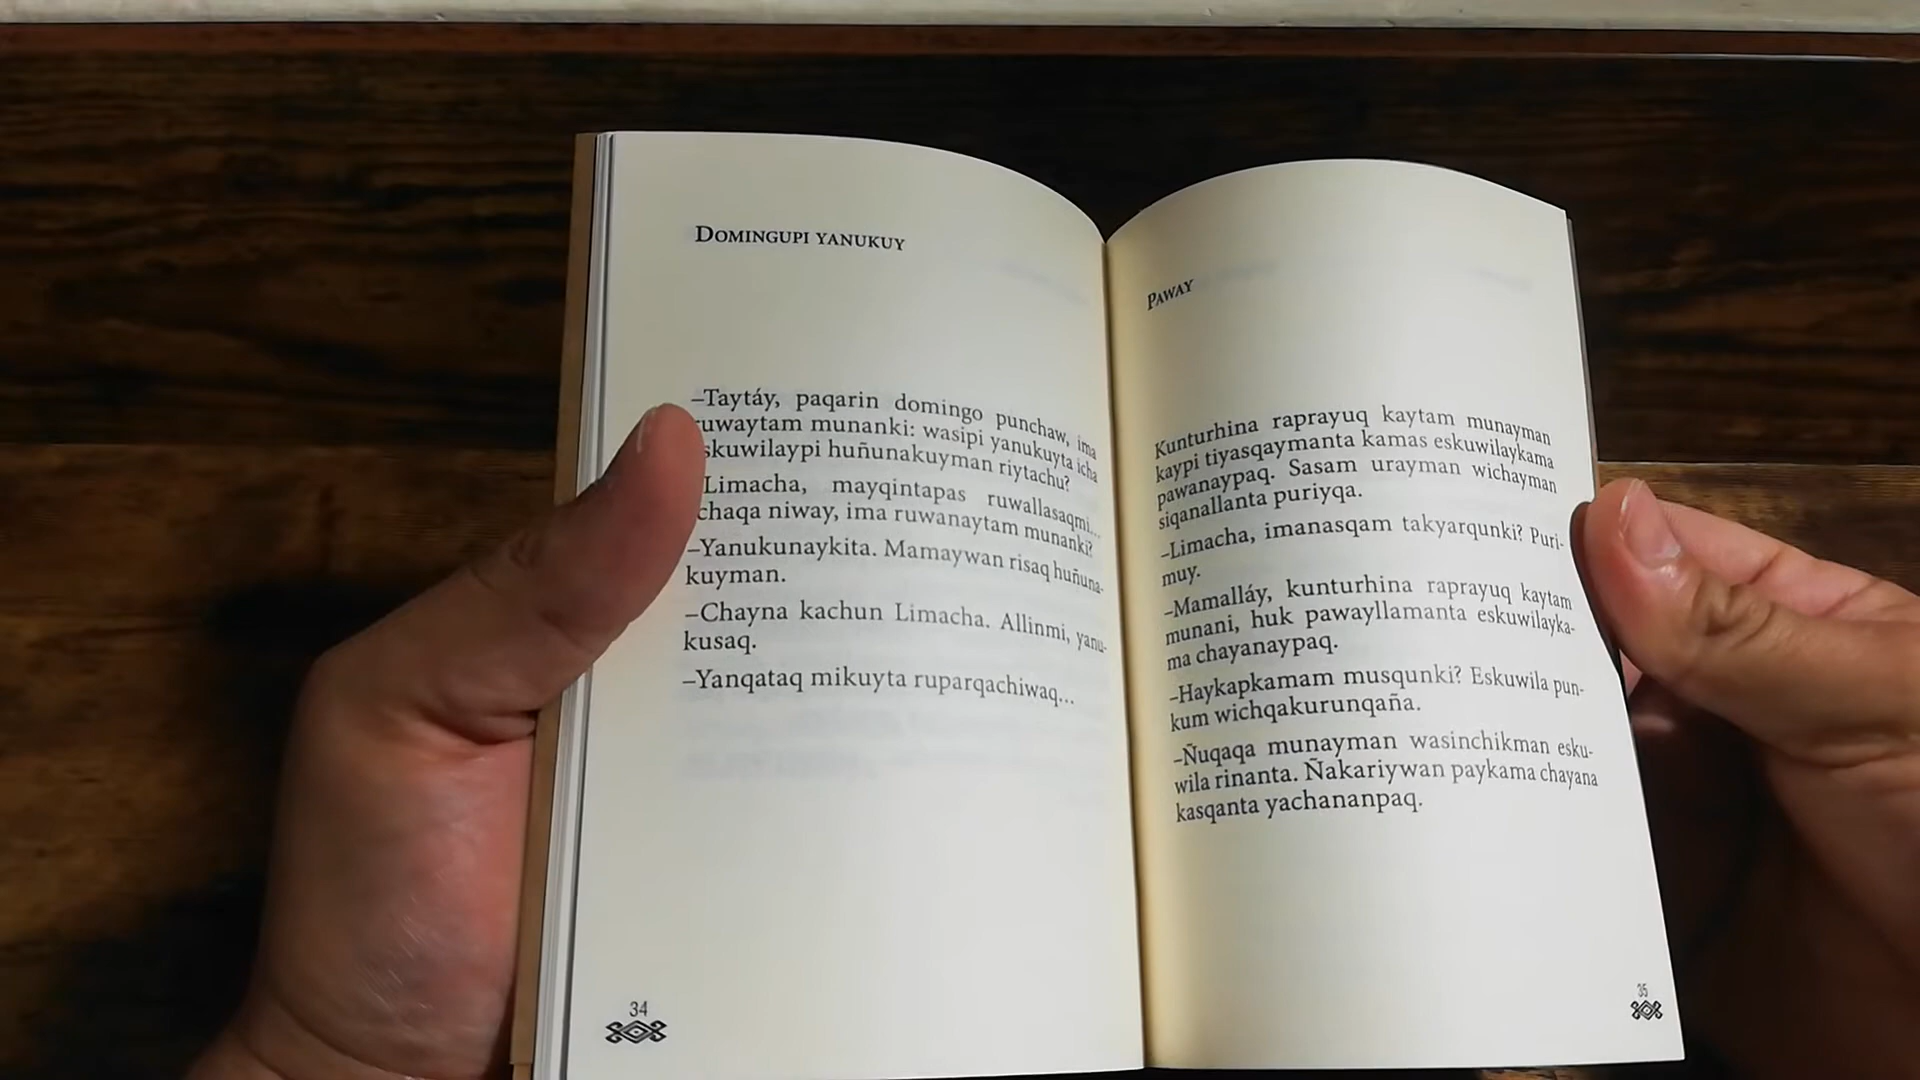 DOMINGUPI YANUKUY
–Taytáy, paqarin domingo punchaw, ima
ruwaytam munanki: wasipi yanukuyta icha
eskuwilaypi huñunakuyman riytachu?
–Limacha, mayqintapas ruwallasaqmi...
chaqa niway, ima ruwanaytam munanki?
–Yanukunaykita. Mamaywan risaq huñuna-
kuyman.
–Chayna kachun Limacha. Allinmi, yanu-
kusaq.
–Yanqataq mikuyta ruparqachiwaq...
34
PAWAY
Kunturhina raprayuq kaytam munayman
kaypi tiyasqaymanta kamas eskuwilaykama
pawanaypaq. Sasam urayman wichayman
siqanallanta puriyqa.
–Limacha, imanasqam takyarqunki? Puri-
muy.
–Mamalláy, kunturhina raprayuq kaytam
munani, huk pawayllamanta eskuwilayka-
ma chayanaypaq.
–Haykapkamam musqunki? Eskuwila pun-
kum wichqakurunqaña.
–Ñuqaqa munayman wasinchikman esku-
wila rinanta. Ñakariywan paykama chayana
kasqanta yachananpaq.
35